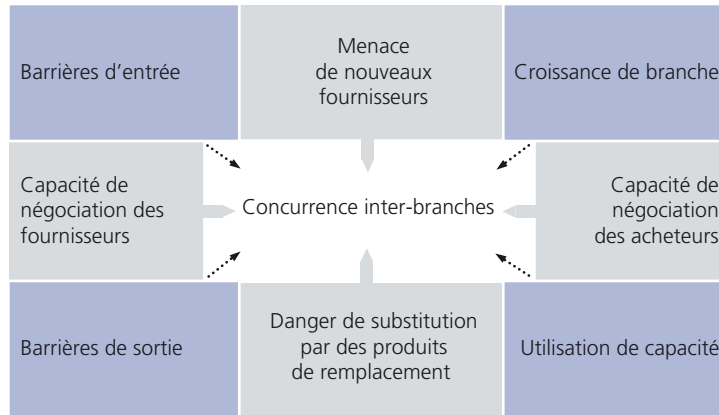 Barrières d'entrée
Menace
de nouveaux
fournisseurs
Croissance de branche
Capacité de
négociation des
fournisseurs
Concurrence inter-branches
Capacité de
négociation
des acheteurs
Barrières de sortie
Danger de substitution
par des produits
de remplacement
Utilisation de capacité